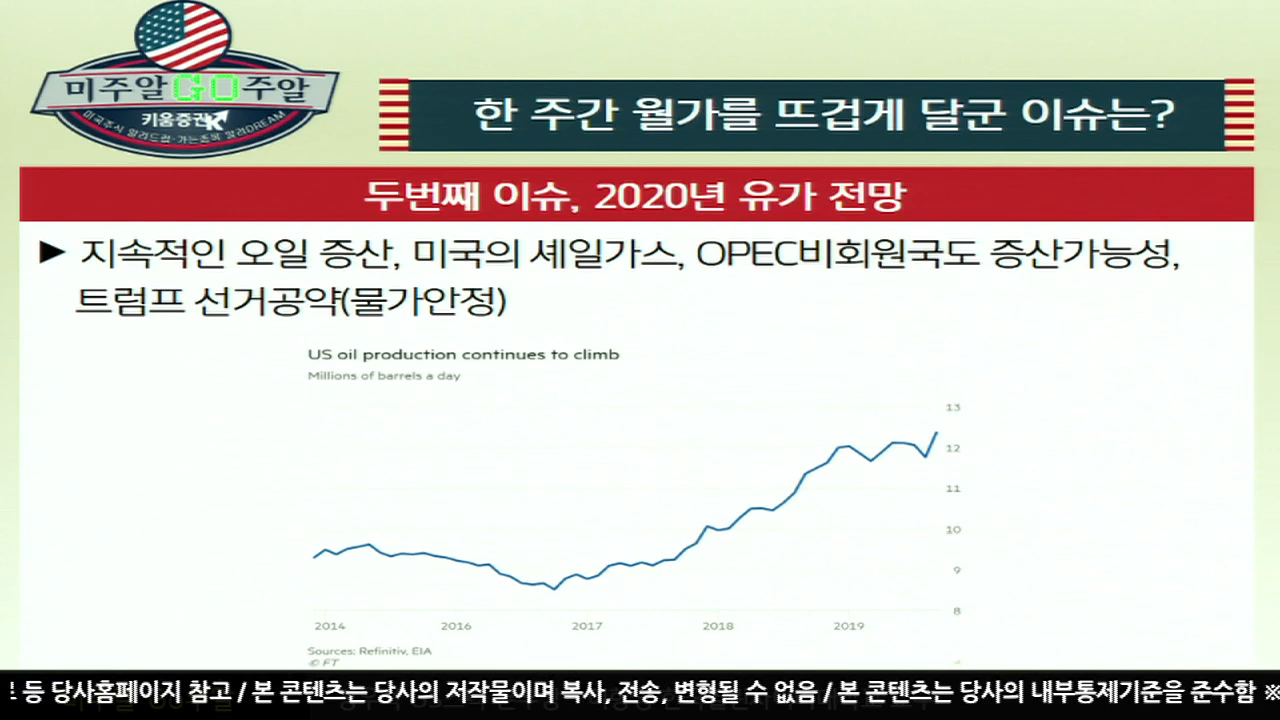 미주알GO주알
키움증권
한 주간 월가를 뜨겁게 달군 이슈는?
두번째 이슈, 2020년 유가 전망
▶ 지속적인 오일 증산, 미국의 셰일가스, OPEC비회원국도 증산가능성,
트럼프 선거공약(물가안정)
US oil production continues to climb
Millions of barrels a day
13
12
11
10
9
8
2014 2016 2017 2018 2019
Sources: Refinitiv, EIA
© FT
등 당사홈페이지 참고 / 본 콘텐츠는 당사의 저작물이며 복사, 전송, 변형될 수 없음 / 본 콘텐츠는 당사의 내부통제기준을 준수함 ※